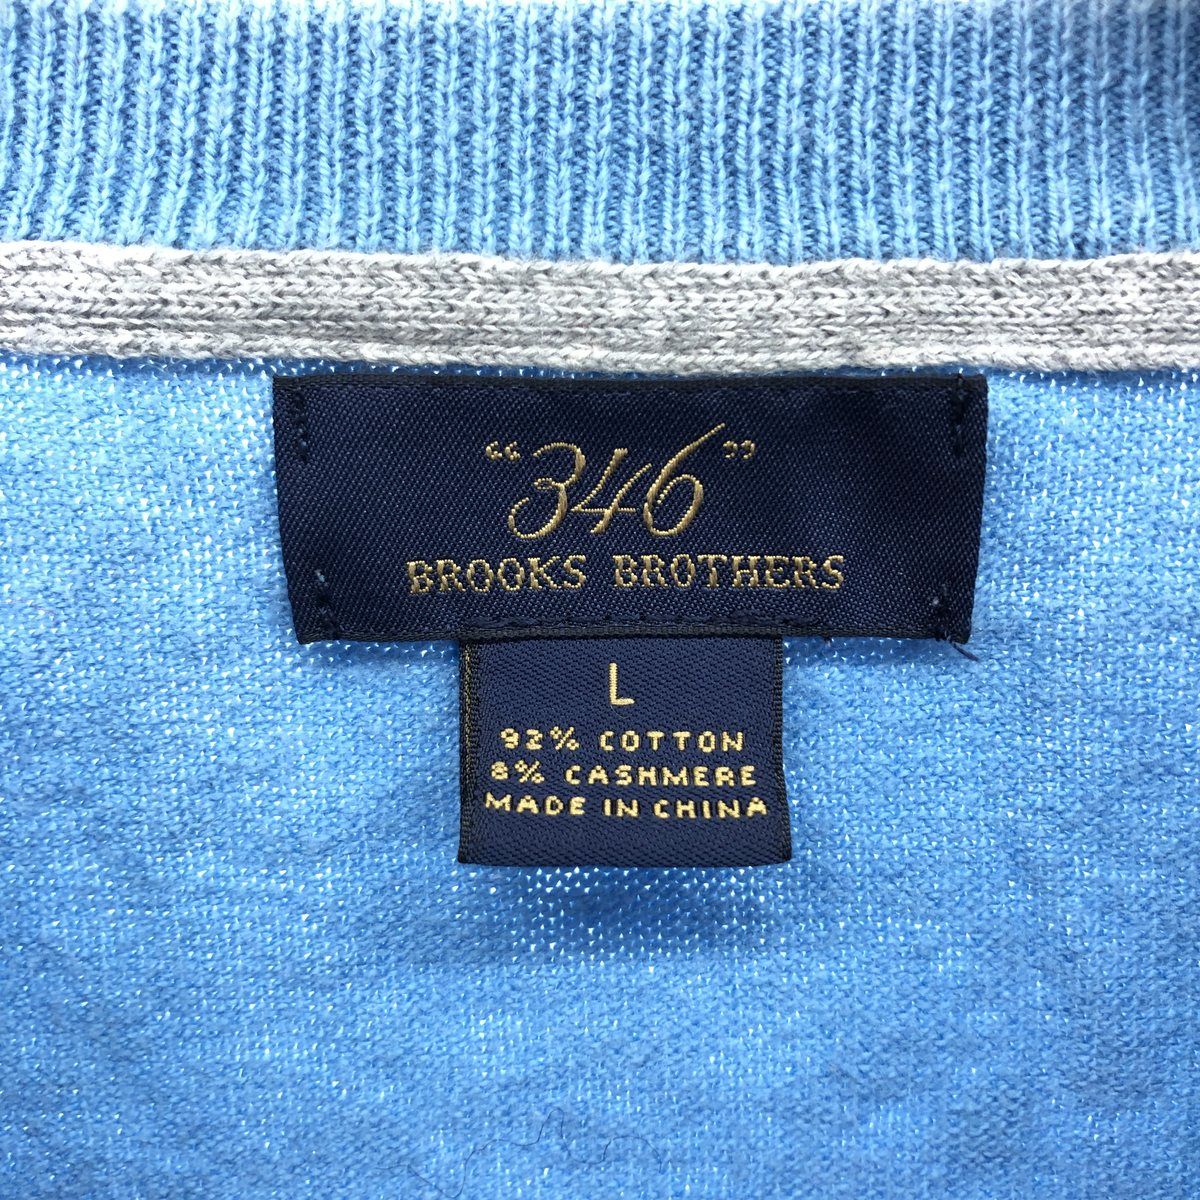 “346”
BROOKS BROTHERS
L
92% COTTON
8% CASHMERE
MADE IN CHINA